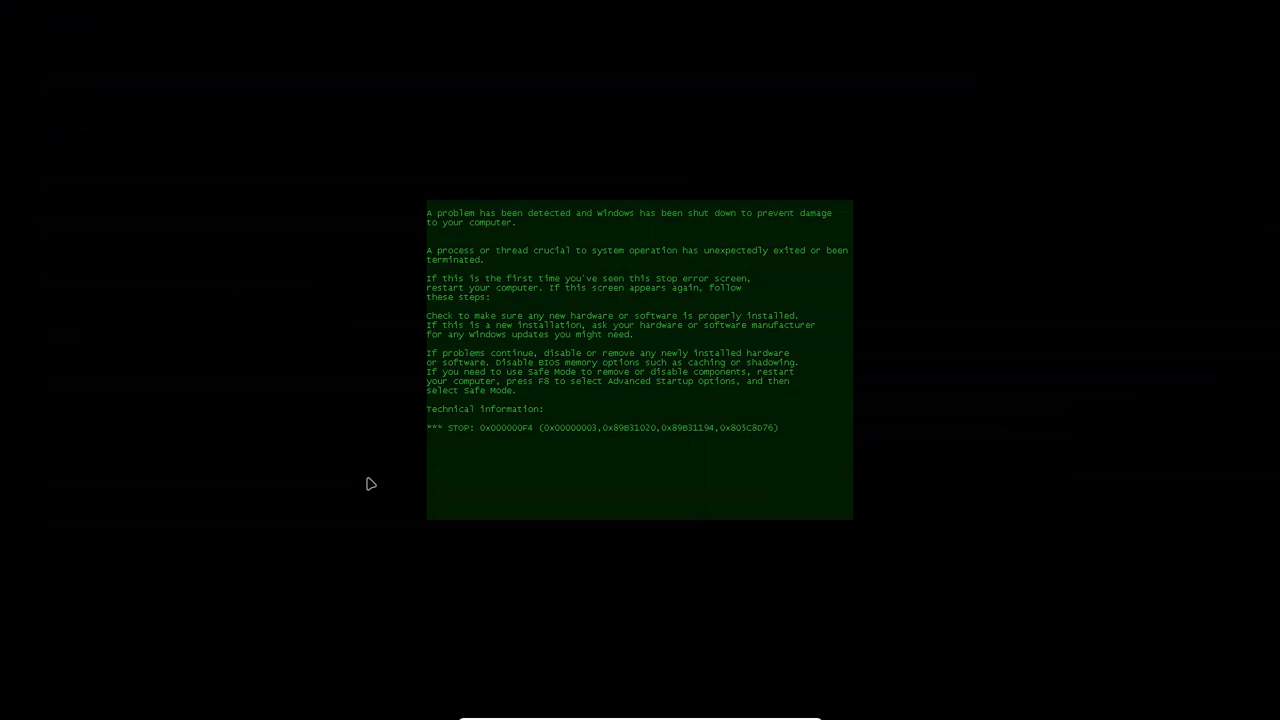 A problem has been detected and Windows has been shut down to prevent damage
to your computer.
A process or thread crucial to system operation has unexpectedly exited or been
terminated.
If this is the first time you've seen this Stop error screen,
restart your computer. If this screen appears again, follow
these steps:
Check to make sure any new hardware or software is properly installed.
If this is a new installation, ask your hardware or software manufacturer
for any Windows updates you might need.
If problems continue, disable or remove any newly installed hardware
or software. Disable BIOS memory options such as caching or shadowing.
If you need to use Safe Mode to remove or disable components, restart
your computer, press F8 to select Advanced Startup Options, and then
select Safe Mode.
Technical information:
*** STOP: 0x000000F4 (0x00000003,0x89B31020,0x89B31194,0x805C8D76)